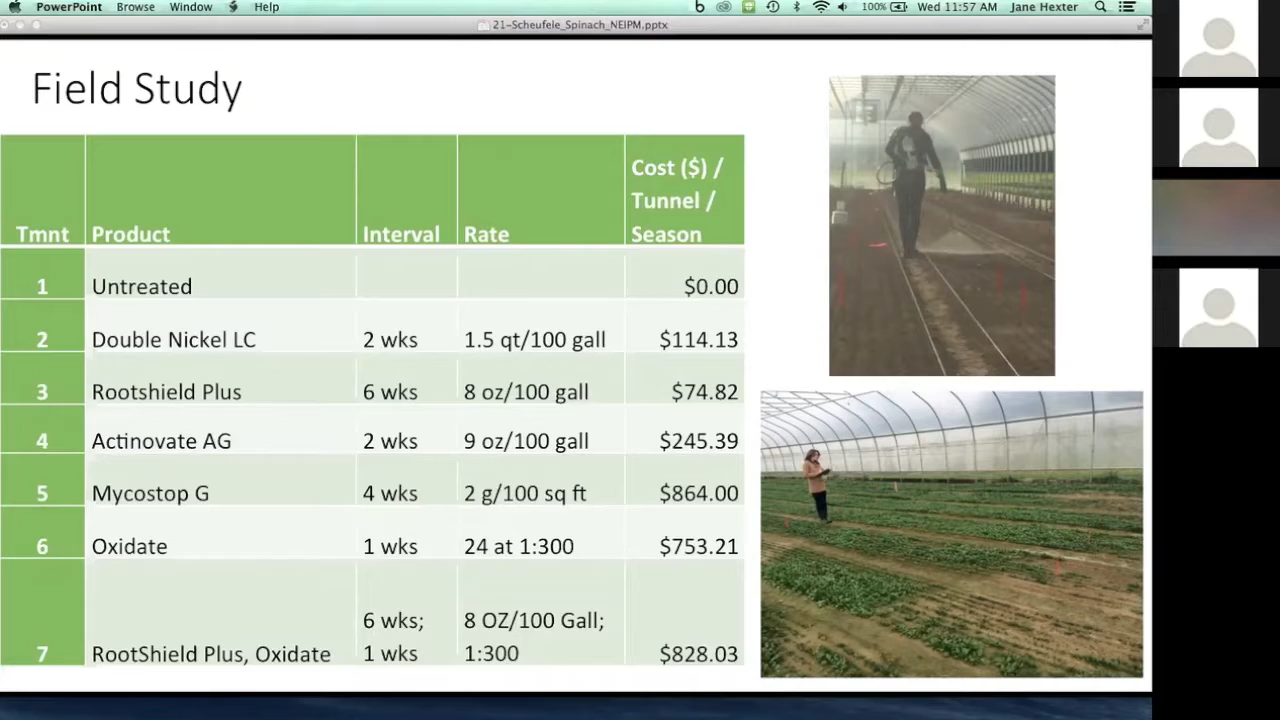 PowerPoint Browse Window Help 100% Wed 11:57 AM Jane Hexter
21-Scheufele_Spinach_NEIPM.pptx
Field Study
Tmnt Product Interval Rate Cost ($) / Tunnel / Season
1 Untreated $0.00
2 Double Nickel LC 2 wks 1.5 qt/100 gall $114.13
3 Rootshield Plus 6 wks 8 oz/100 gall $74.82
4 Actinovate AG 2 wks 9 oz/100 gall $245.39
5 Mycostop G 4 wks 2 g/100 sq ft $864.00
6 Oxidate 1 wks 24 at 1:300 $753.21
7 RootShield Plus, Oxidate 6 wks; 1 wks 8 OZ/100 Gall; 1:300 $828.03